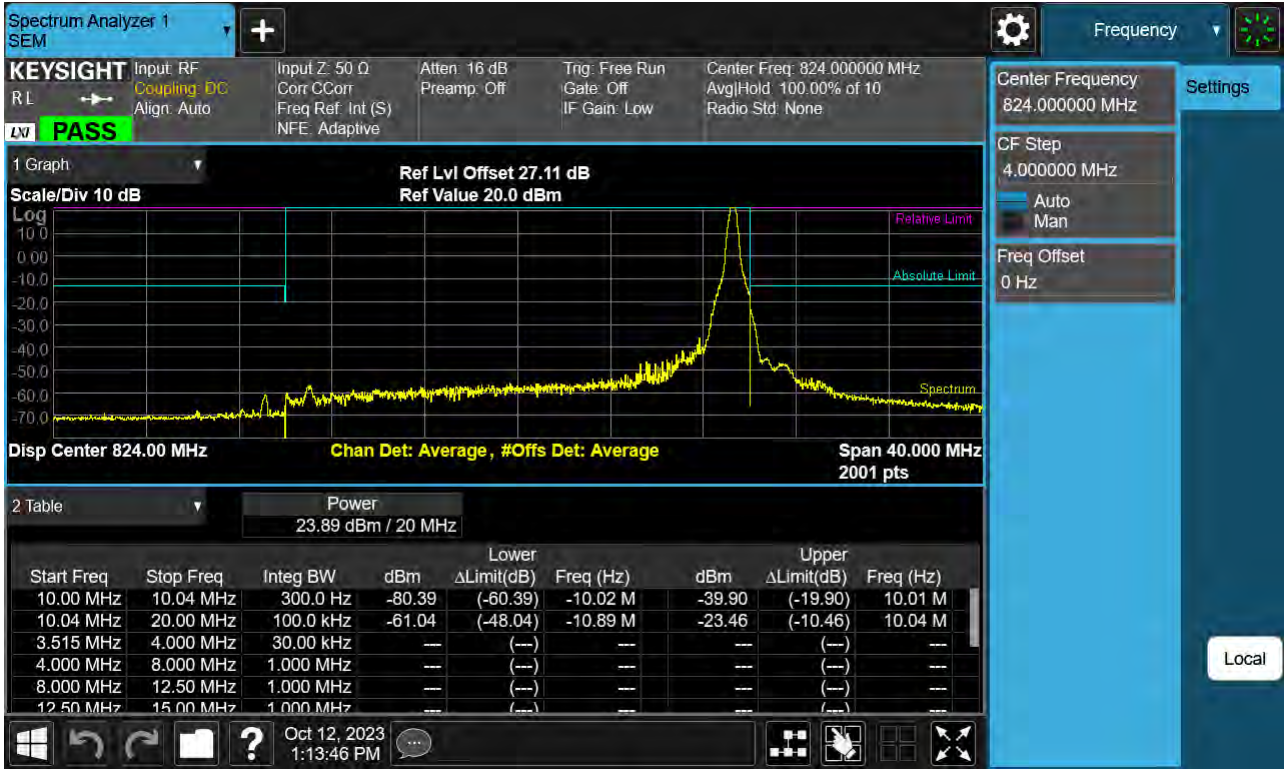 Spectrum Analyzer 1
SEM
+
Frequency
KEYSIGHT
RL
LXI
PASS
Input: RF
Coupling: DC
Align: Auto
Input Z: 50 Ω
Corr CCorr
Freq Ref: Int (S)
NFE: Adaptive
Atten: 16 dB
Preamp: Off
Trig: Free Run
Gate: Off
IF Gain: Low
Center Freq: 824.000000 MHz
Avg|Hold: 100.00% of 10
Radio Std: None
Center Frequency
824.000000 MHz
Settings
CF Step
4.000000 MHz
Auto
Man
Freq Offset
0 Hz
1 Graph
Scale/Div 10 dB
Ref Lvl Offset 27.11 dB
Ref Value 20.0 dBm
Log
10.0
0.00
-10.0
-20.0
-30.0
-40.0
-50.0
-60.0
-70.0
Relative Limit
Absolute Limit
Spectrum
Disp Center 824.00 MHz
Chan Det: Average, #Offs Det: Average
Span 40.000 MHz
2001 pts
2 Table
Power
23.89 dBm / 20 MHz
Lower Upper
Start Freq Stop Freq Integ BW dBm ΔLimit(dB) Freq (Hz) dBm ΔLimit(dB) Freq (Hz)
10.00 MHz 10.04 MHz 300.0 Hz -80.39 (-60.39) -10.02 M -39.90 (-19.90) 10.01 M
10.04 MHz 20.00 MHz 100.0 kHz -61.04 (-48.04) -10.89 M -23.46 (-10.46) 10.04 M
3.515 MHz 4.000 MHz 30.00 kHz --- (---) --- --- (---) ---
4.000 MHz 8.000 MHz 1.000 MHz --- (---) --- --- (---) ---
8.000 MHz 12.50 MHz 1.000 MHz --- (---) --- --- (---) ---
12.50 MHz 15.00 MHz 1.000 MHz --- (---) --- --- (---) ---
Local
?
Oct 12, 2023
1:13:46 PM